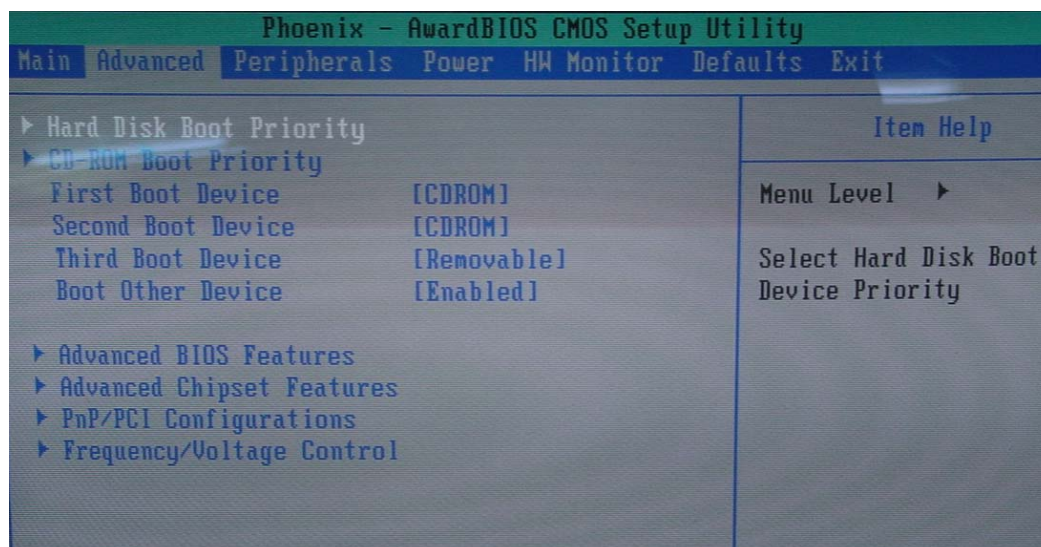 Phoenix - AwardBIOS CMOS Setup Utility
Main Advanced Peripherals Power HW Monitor Defaults Exit
Hard Disk Boot Priority
CD-ROM Boot Priority
First Boot Device [CDROM]
Second Boot Device [CDROM]
Third Boot Device [Removable]
Boot Other Device [Enabled]
Advanced BIOS Features
Advanced Chipset Features
PnP/PCI Configurations
Frequency/Voltage Control
Item Help
Menu Level
Select Hard Disk Boot
Device Priority